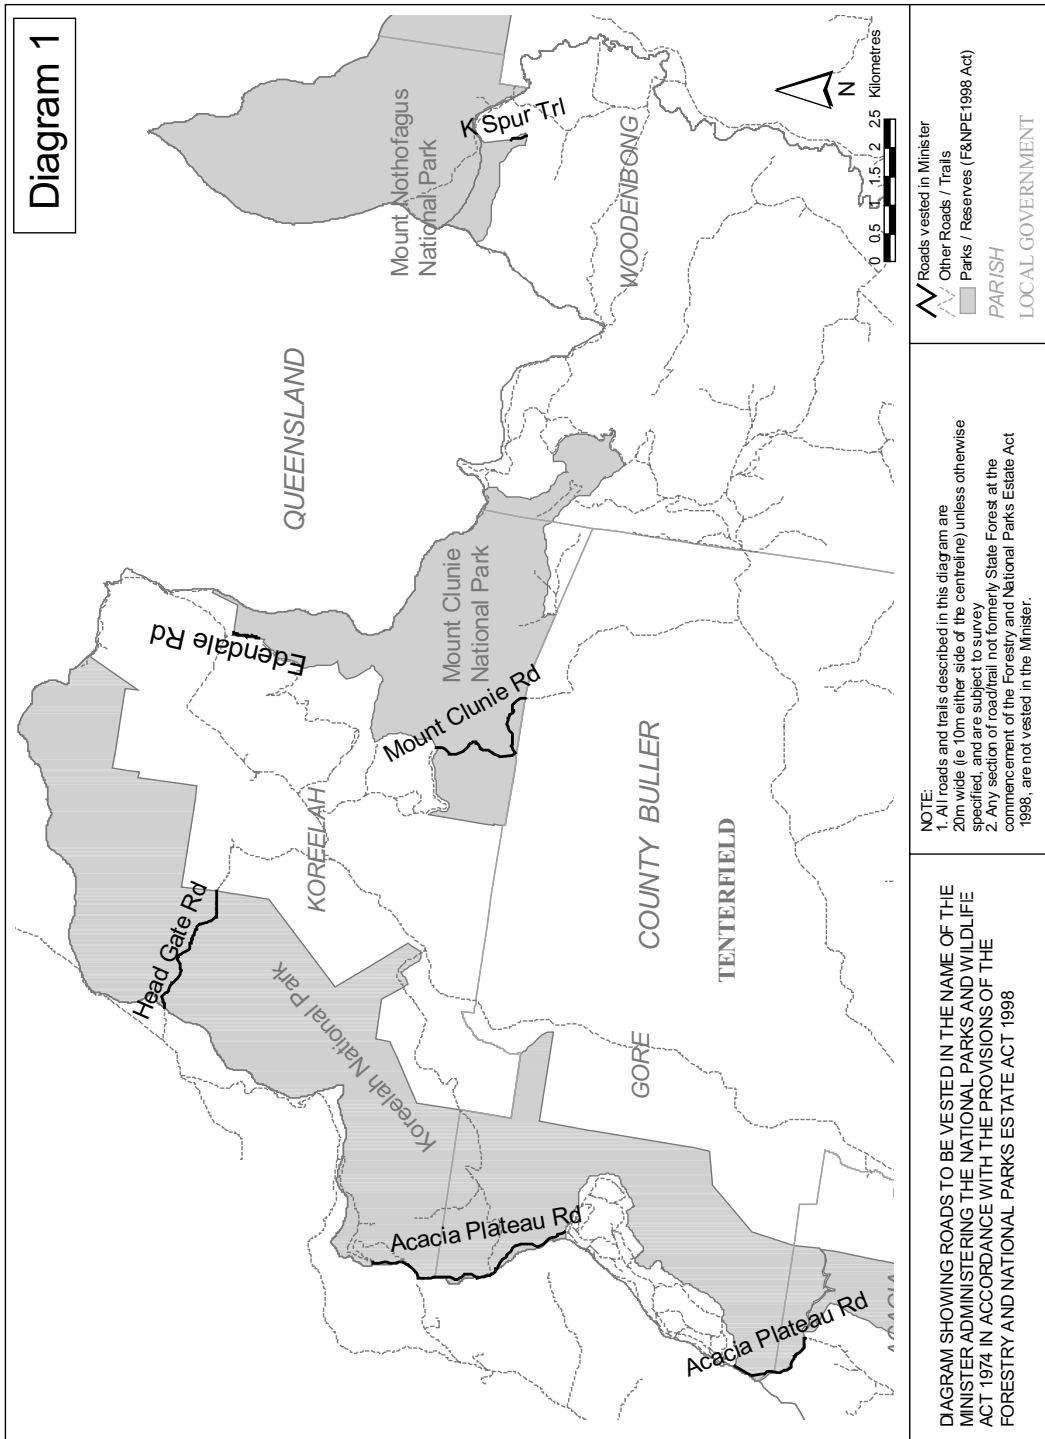 Diagram 1
QUEENSLAND
Mount Nothofagus
National Park
K Spur Trl
WOODENBONG
Edendale Rd
Mount Clunie
National Park
Mount Clunie Rd
Head Gate Rd
KOREELAH
Koreelah National Park
COUNTY BULLER
TENTERFIELD
GORE
Acacia Plateau Rd
Acacia Plateau Rd
ACACIA
N
0 0.5 1 1.5 2 2.5 Kilometres
DIAGRAM SHOWING ROADS TO BE VESTED IN THE NAME OF THE
MINISTER ADMINISTERING THE NATIONAL PARKS AND WILDLIFE
ACT 1974 IN ACCORDANCE WITH THE PROVISIONS OF THE
FORESTRY AND NATIONAL PARKS ESTATE ACT 1998
NOTE:
1. All roads and trails described in this diagram are
20m wide (ie 10m either side of the centreline) unless otherwise
specified, and are subject to survey
2. Any section of road/trail not formerly State Forest at the
commencement of the Forestry and National Parks Estate Act
1998, are not vested in the Minister.
Roads vested in Minister
Other Roads / Trails
Parks / Reserves (F&NPE1998 Act)
PARISH
LOCAL GOVERNMENT